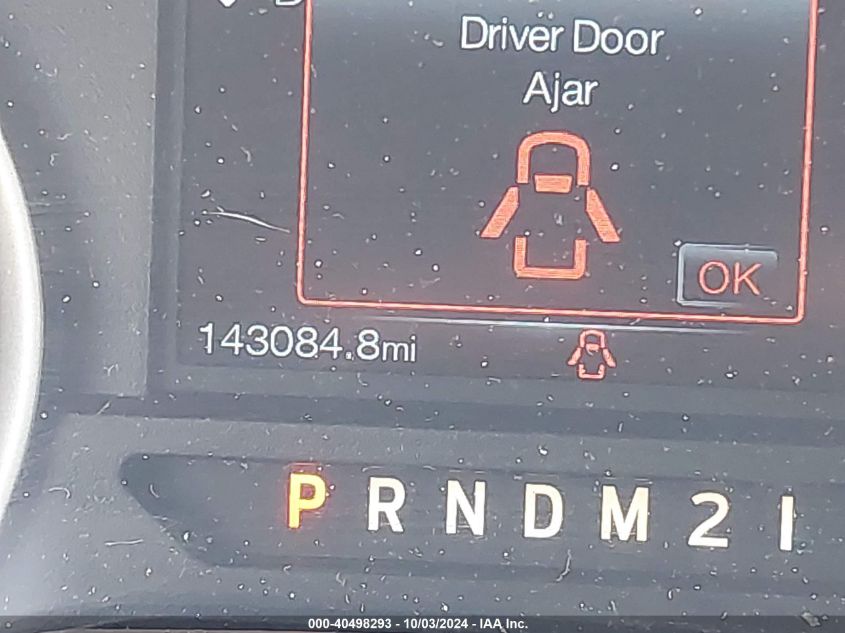 Driver Door
Ajar
OK
143084.8mi
P R N D M 2 1
000-40498293 - 10/03/2024 - IAA Inc.